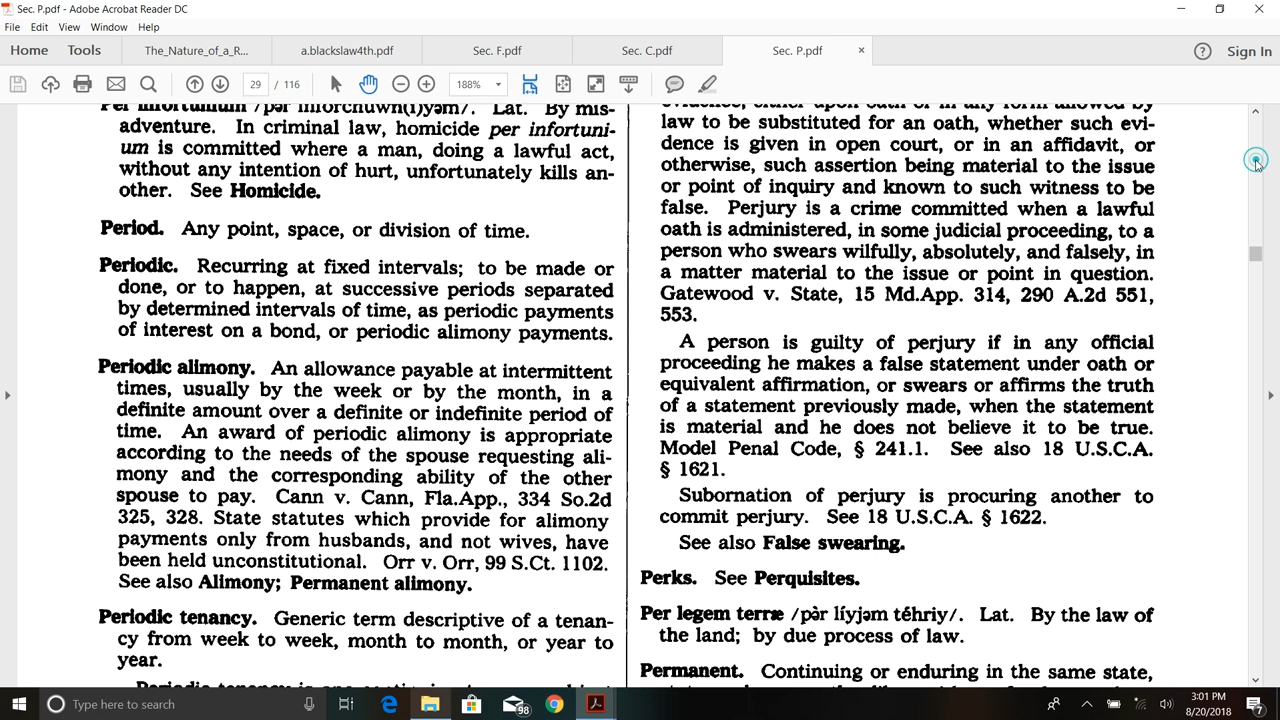 Sec. P.pdf - Adobe Acrobat Reader DC
File Edit View Window Help
Home Tools The_Nature_of_a_R... a.blackslaw4th.pdf Sec. F.pdf Sec. C.pdf Sec. P.pdf × ? Sign In
29 / 116 188%
Per infortunium /pər inforchuwn(i)yəm/. Lat. By mis-
adventure. In criminal law, homicide per infortuni-
um is committed where a man, doing a lawful act,
without any intention of hurt, unfortunately kills an-
other. See Homicide.
Period. Any point, space, or division of time.
Periodic. Recurring at fixed intervals; to be made or
done, or to happen, at successive periods separated
by determined intervals of time, as periodic payments
of interest on a bond, or periodic alimony payments.
Periodic alimony. An allowance payable at intermittent
times, usually by the week or by the month, in a
definite amount over a definite or indefinite period of
time. An award of periodic alimony is appropriate
according to the needs of the spouse requesting ali-
mony and the corresponding ability of the other
spouse to pay. Cann v. Cann, Fla.App., 334 So.2d
325, 328. State statutes which provide for alimony
payments only from husbands, and not wives, have
been held unconstitutional. Orr v. Orr, 99 S.Ct. 1102.
See also Alimony; Permanent alimony.
Periodic tenancy. Generic term descriptive of a tenan-
cy from week to week, month to month, or year to
year.
evidence, either upon oath or in any form allowed by
law to be substituted for an oath, whether such evi-
dence is given in open court, or in an affidavit, or
otherwise, such assertion being material to the issue
or point of inquiry and known to such witness to be
false. Perjury is a crime committed when a lawful
oath is administered, in some judicial proceeding, to a
person who swears wilfully, absolutely, and falsely, in
a matter material to the issue or point in question.
Gatewood v. State, 15 Md.App. 314, 290 A.2d 551,
553.
A person is guilty of perjury if in any official
proceeding he makes a false statement under oath or
equivalent affirmation, or swears or affirms the truth
of a statement previously made, when the statement
is material and he does not believe it to be true.
Model Penal Code, § 241.1. See also 18 U.S.C.A.
§ 1621.
Subornation of perjury is procuring another to
commit perjury. See 18 U.S.C.A. § 1622.
See also False swearing.
Perks. See Perquisites.
Per legem terræ /pàr líyjəm téhriy/. Lat. By the law of
the land; by due process of law.
Permanent. Continuing or enduring in the same state,
Type here to search
98
3:01 PM
8/20/2018
7